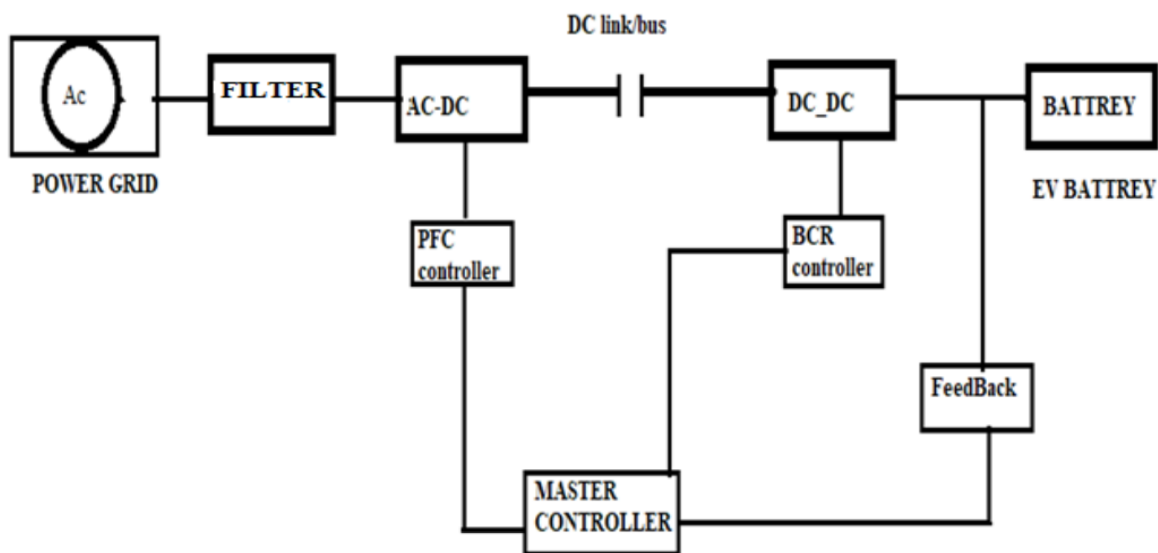 DC link/bus
Ac
FILTER
AC-DC
DC_DC
BATTREY
POWER GRID
EV BATTREY
PFC
controller
BCR
controller
FeedBack
MASTER
CONTROLLER